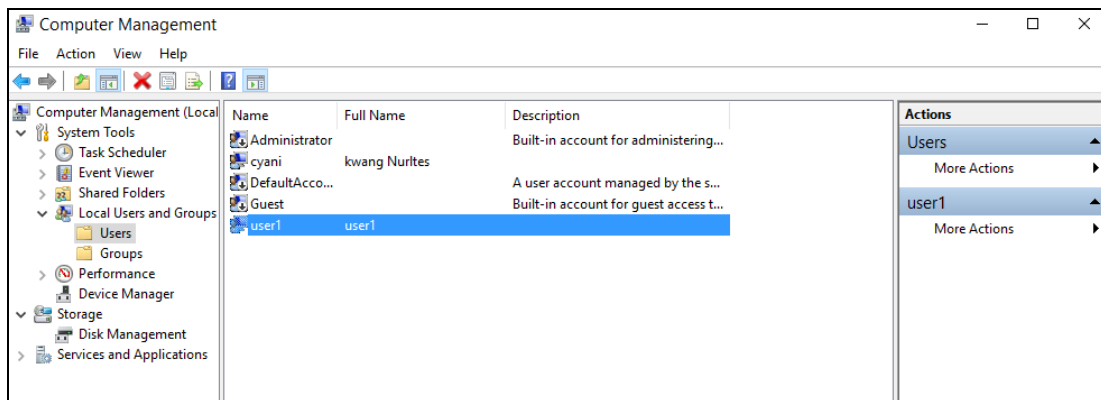 Computer Management
File Action View Help
Computer Management (Local
System Tools
Task Scheduler
Event Viewer
Shared Folders
Local Users and Groups
Users
Groups
Performance
Device Manager
Storage
Disk Management
Services and Applications
Name Full Name Description
Administrator Built-in account for administering...
cyani kwang Nurltes
DefaultAcco... A user account managed by the s...
Guest Built-in account for guest access t...
user1 user1
Actions
Users
More Actions
user1
More Actions